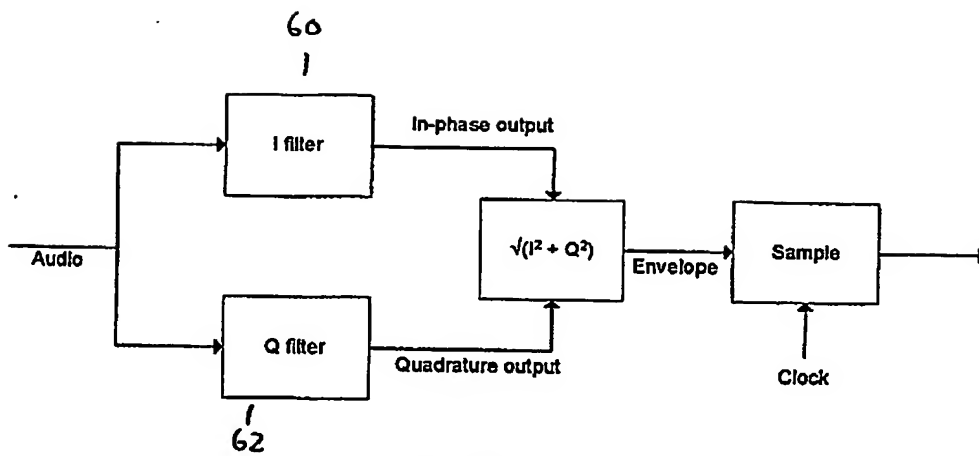 60
I filter
In-phase output
Audio
√(I² + Q²)
Envelope
Sample
Q filter
Quadrature output
Clock
62